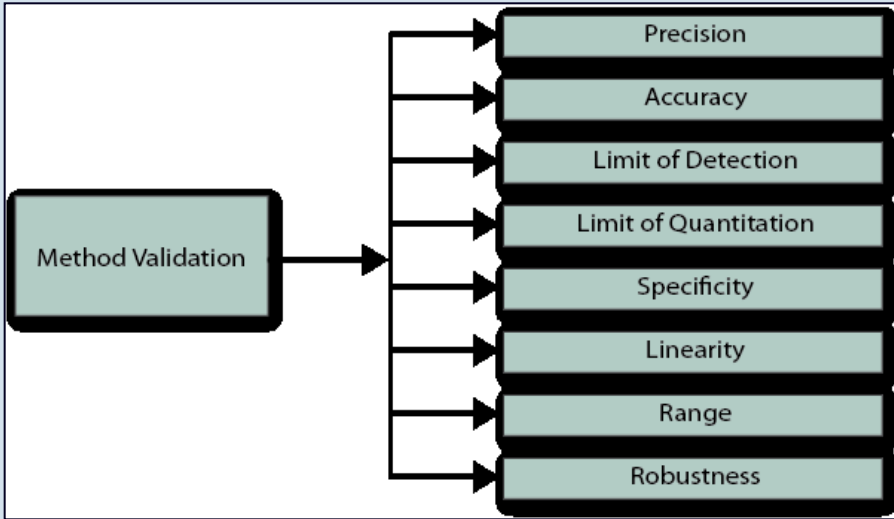 Method Validation
Precision
Accuracy
Limit of Detection
Limit of Quantitation
Specificity
Linearity
Range
Robustness